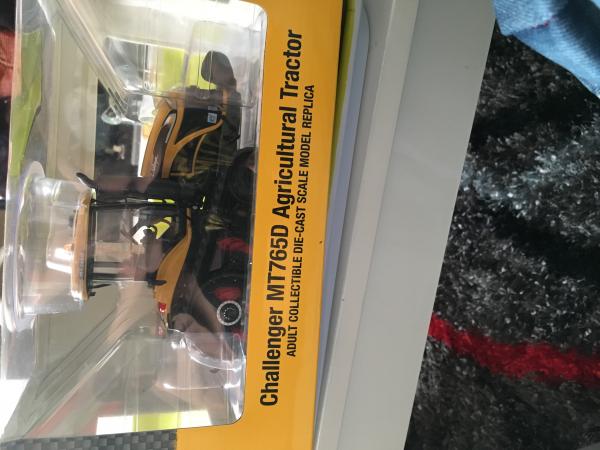 Challenger MT765D Agricultural Tractor
ADULT COLLECTIBLE DIE-CAST SCALE MODEL REPLICA